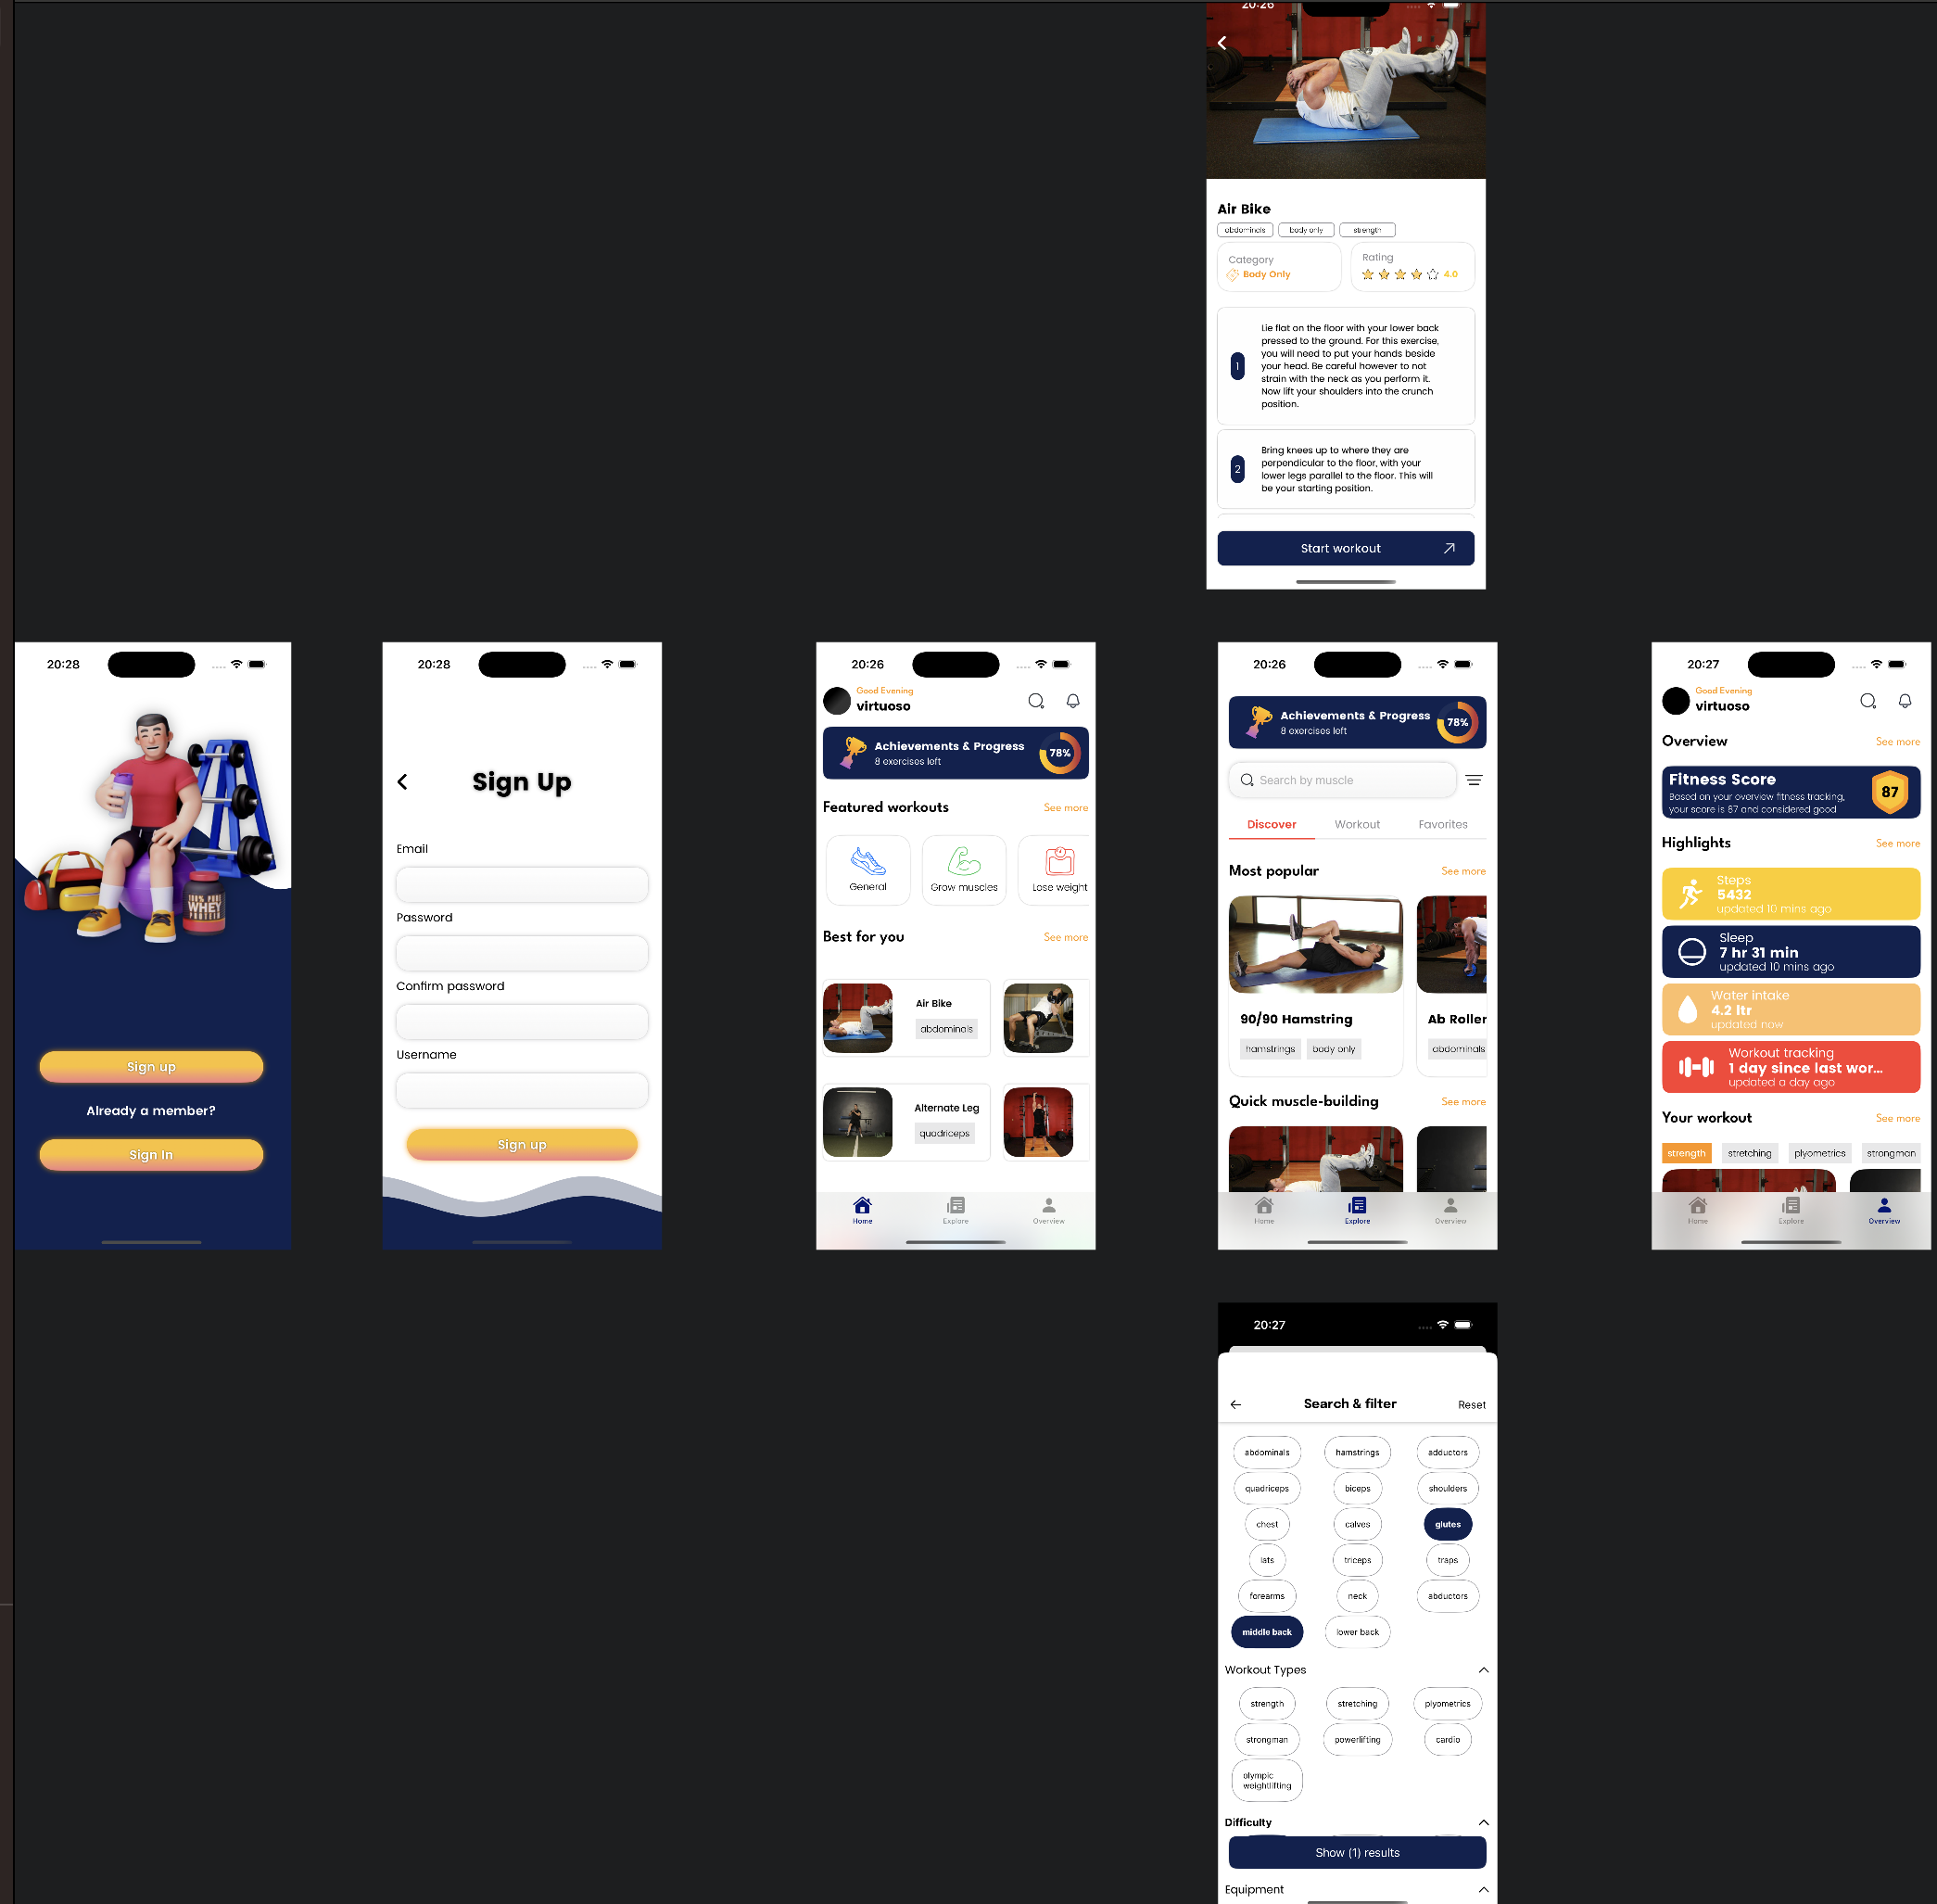 20:26
Air Bike
abdominals
body only
strength
Category
Body Only
Rating
4.0
1
Lie flat on the floor with your lower back
pressed to the ground. For this exercise,
you will need to put your hands beside
your head. Be careful however to not
strain with the neck as you perform it.
Now lift your shoulders into the crunch
position.
2
Bring knees up to where they are
perpendicular to the floor, with your
lower legs parallel to the floor. This will
be your starting position.
Start workout
20:28
100% PURE
WHEY
PROTEIN
Sign up
Already a member?
Sign In
20:28
Sign Up
Email
Password
Confirm password
Username
Sign up
20:26
Good Evening
virtuoso
Achievements & Progress
8 exercises left
78%
Featured workouts
See more
General
Grow muscles
Lose weight
Best for you
See more
Air Bike
abdominals
Alternate Leg
quadriceps
Home
Explore
Overview
20:26
Achievements & Progress
8 exercises left
78%
Search by muscle
Discover
Workout
Favorites
Most popular
See more
90/90 Hamstring
hamstrings
body only
Ab Roller
abdominals
Quick muscle-building
See more
Home
Explore
Overview
20:27
Good Evening
virtuoso
Overview
See more
Fitness Score
Based on your overview fitness tracking,
your score is 87 and considered good
87
Highlights
See more
Steps
5432
updated 10 mins ago
Sleep
7 hr 31 min
updated 10 mins ago
Water intake
4.2 ltr
updated now
Workout tracking
1 day since last wor...
updated a day ago
Your workout
See more
strength
stretching
plyometrics
strongman
Home
Explore
Overview
20:27
Search & filter
Reset
abdominals
hamstrings
adductors
quadriceps
biceps
shoulders
chest
calves
glutes
lats
triceps
traps
forearms
neck
abductors
middle back
lower back
Workout Types
strength
stretching
plyometrics
strongman
powerlifting
cardio
olympic
weightlifting
Difficulty
Show (1) results
Equipment